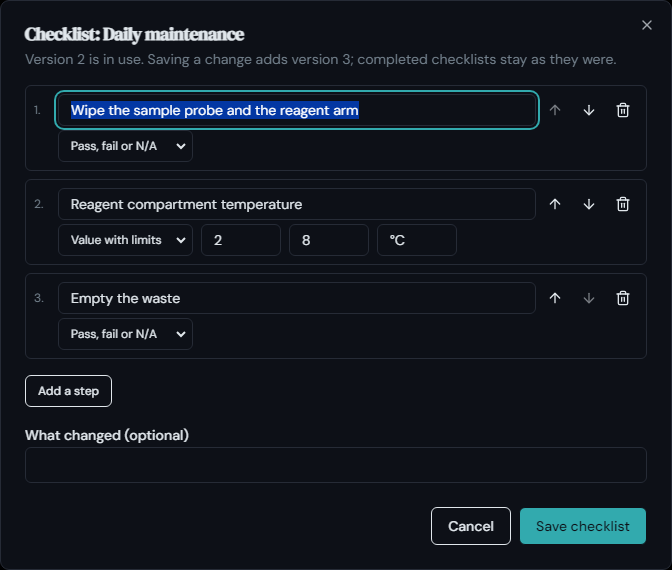 Checklist: Daily maintenance
Version 2 is in use. Saving a change adds version 3; completed checklists stay as they were.
1. Wipe the sample probe and the reagent arm
Pass, fail or N/A
2. Reagent compartment temperature
Value with limits 2 8 °C
3. Empty the waste
Pass, fail or N/A
Add a step
What changed (optional)
Cancel Save checklist